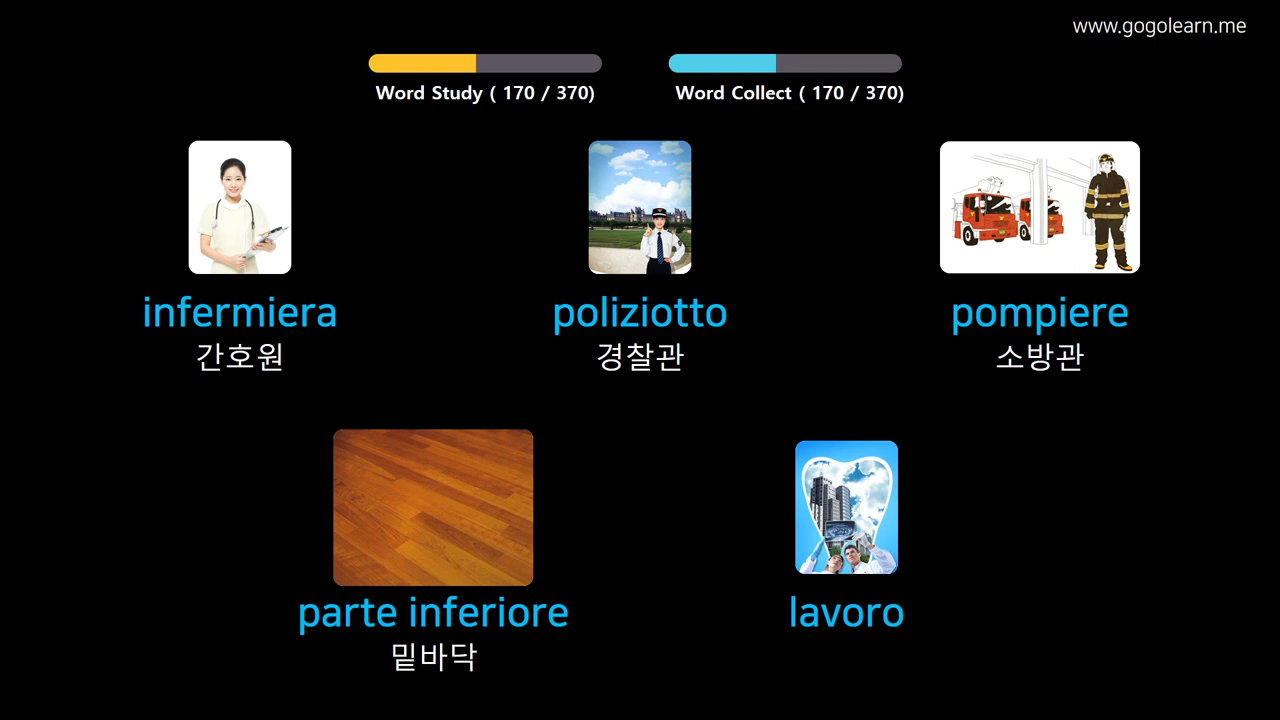 www.gogolearn.me
Word Study ( 170 / 370)
Word Collect ( 170 / 370)
infermiera
간호원
poliziotto
경찰관
pompiere
소방관
parte inferiore
밑바닥
lavoro